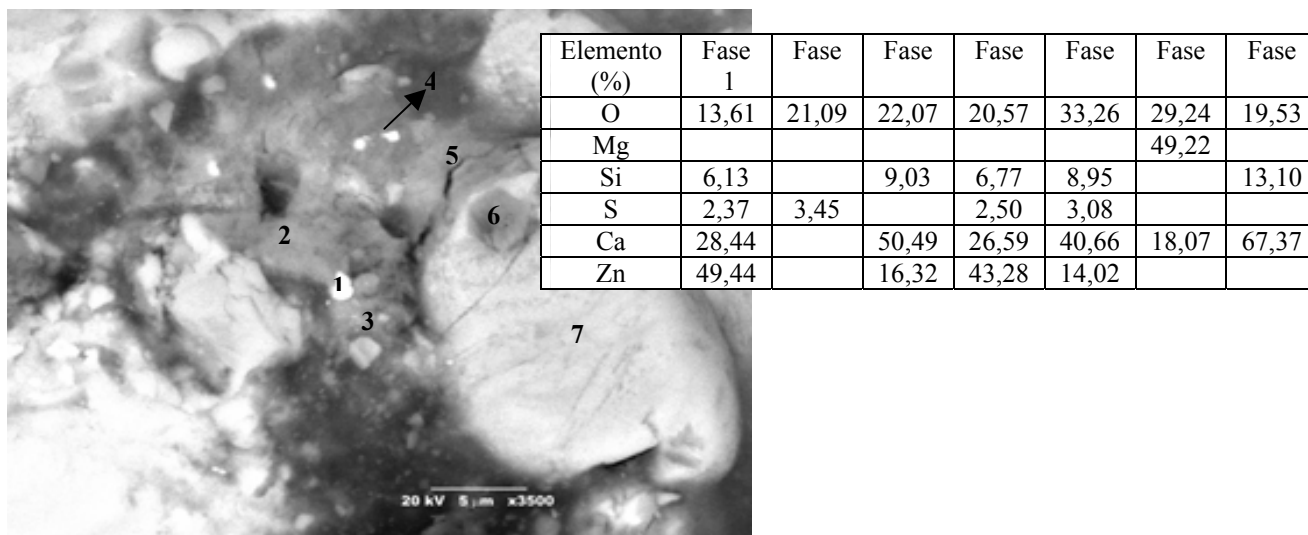 Elemento (%) Fase 1 Fase Fase Fase Fase Fase Fase
O 13,61 21,09 22,07 20,57 33,26 29,24 19,53
Mg 49,22
Si 6,13 9,03 6,77 8,95 13,10
S 2,37 3,45 2,50 3,08
Ca 28,44 50,49 26,59 40,66 18,07 67,37
Zn 49,44 16,32 43,28 14,02
4
5
6
2
1
3
7
20 kV 5 µm x3500